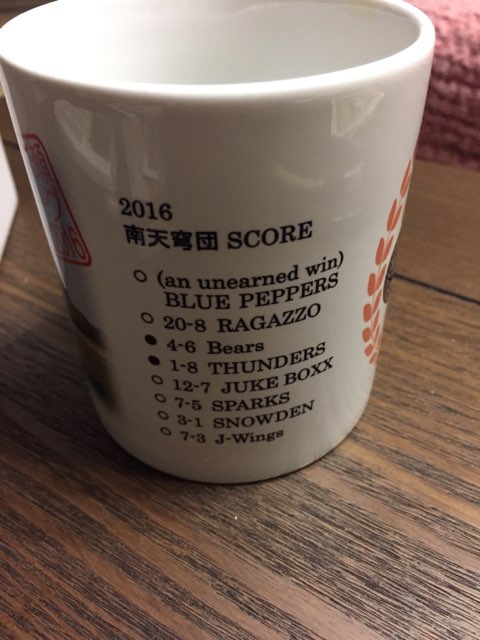 2016
南天穹団 SCORE
○ (an unearned win)
BLUE PEPPERS
○ 20-8 RAGAZZO
● 4-6 Bears
● 1-8 THUNDERS
○ 12-7 JUKE BOXX
○ 7-5 SPARKS
○ 3-1 SNOWDEN
○ 7-3 J-Wings
2016